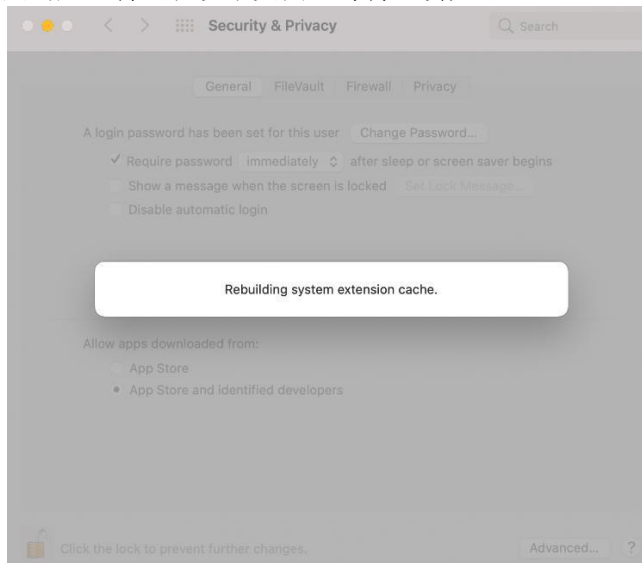 Security & Privacy
Search
General FileVault Firewall Privacy
A login password has been set for this user Change Password...
Require password immediately after sleep or screen saver begins
Show a message when the screen is locked Set Lock Message...
Disable automatic login
Rebuilding system extension cache.
Allow apps downloaded from:
App Store
App Store and identified developers
Click the lock to prevent further changes.
Advanced... ?